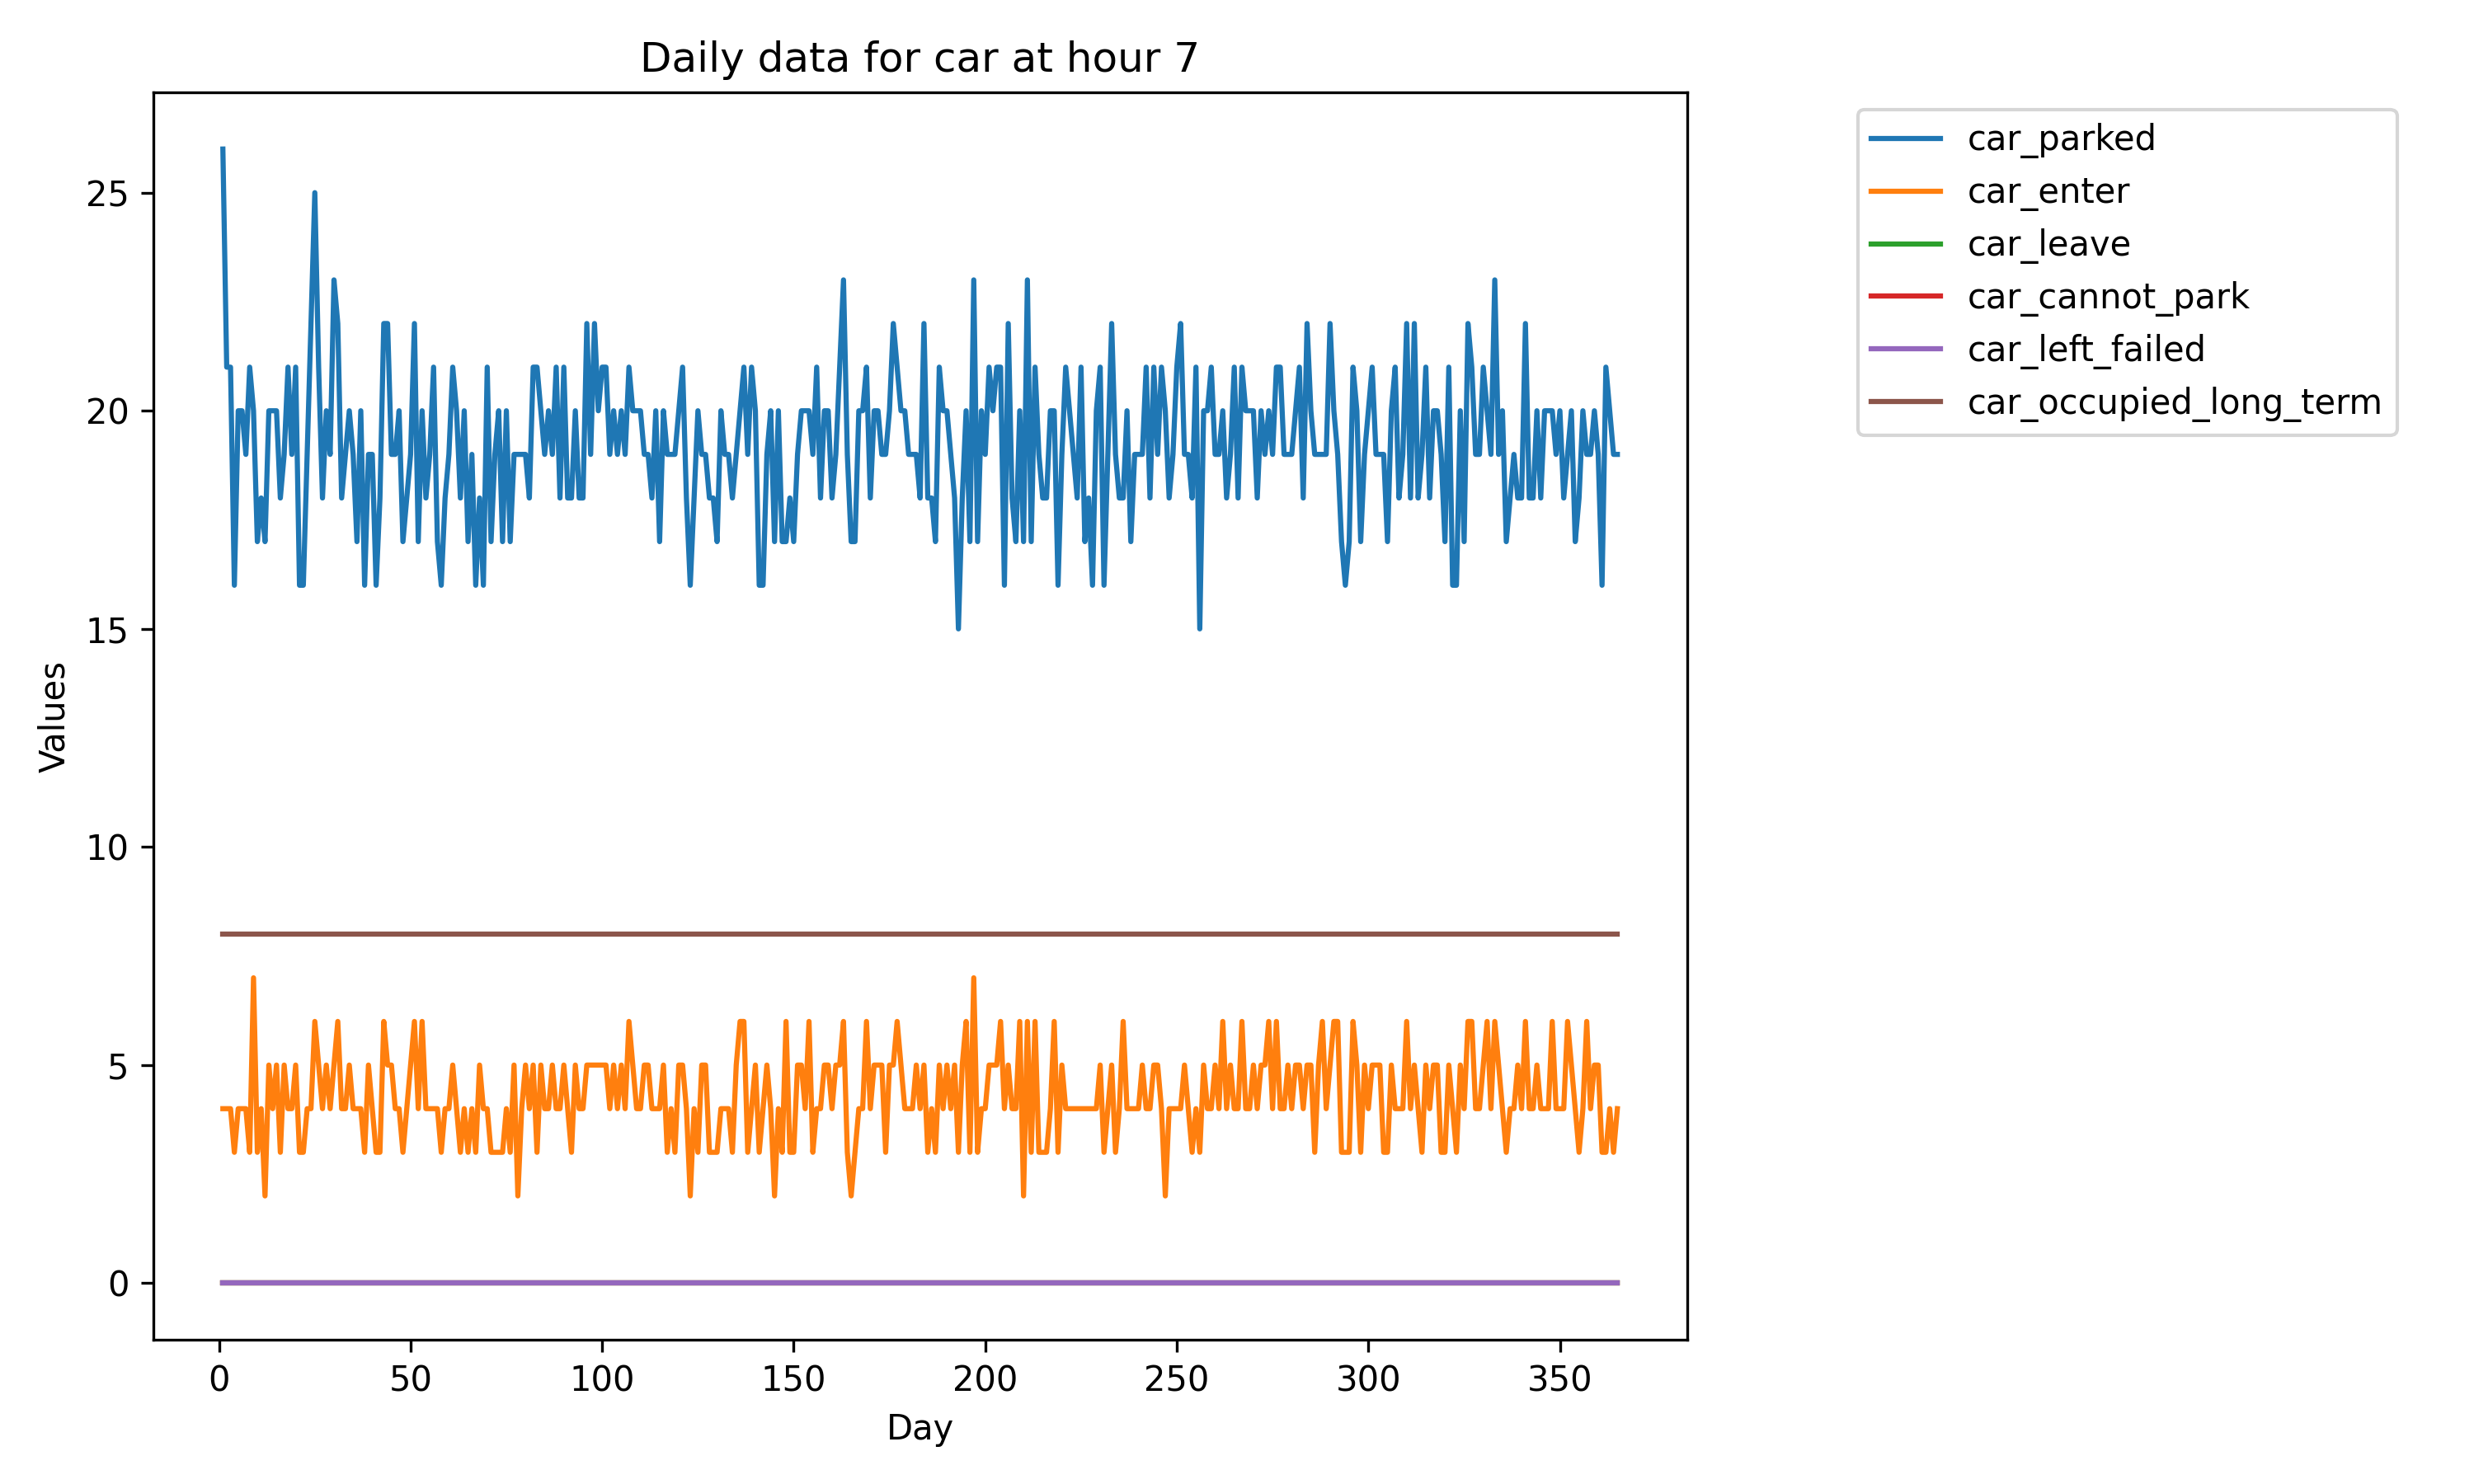 Daily data for car at hour 7
car_parked
car_enter
car_leave
car_cannot_park
car_left_failed
car_occupied_long_term
Values
25
20
15
10
5
0
0 50 100 150 200 250 300 350
Day